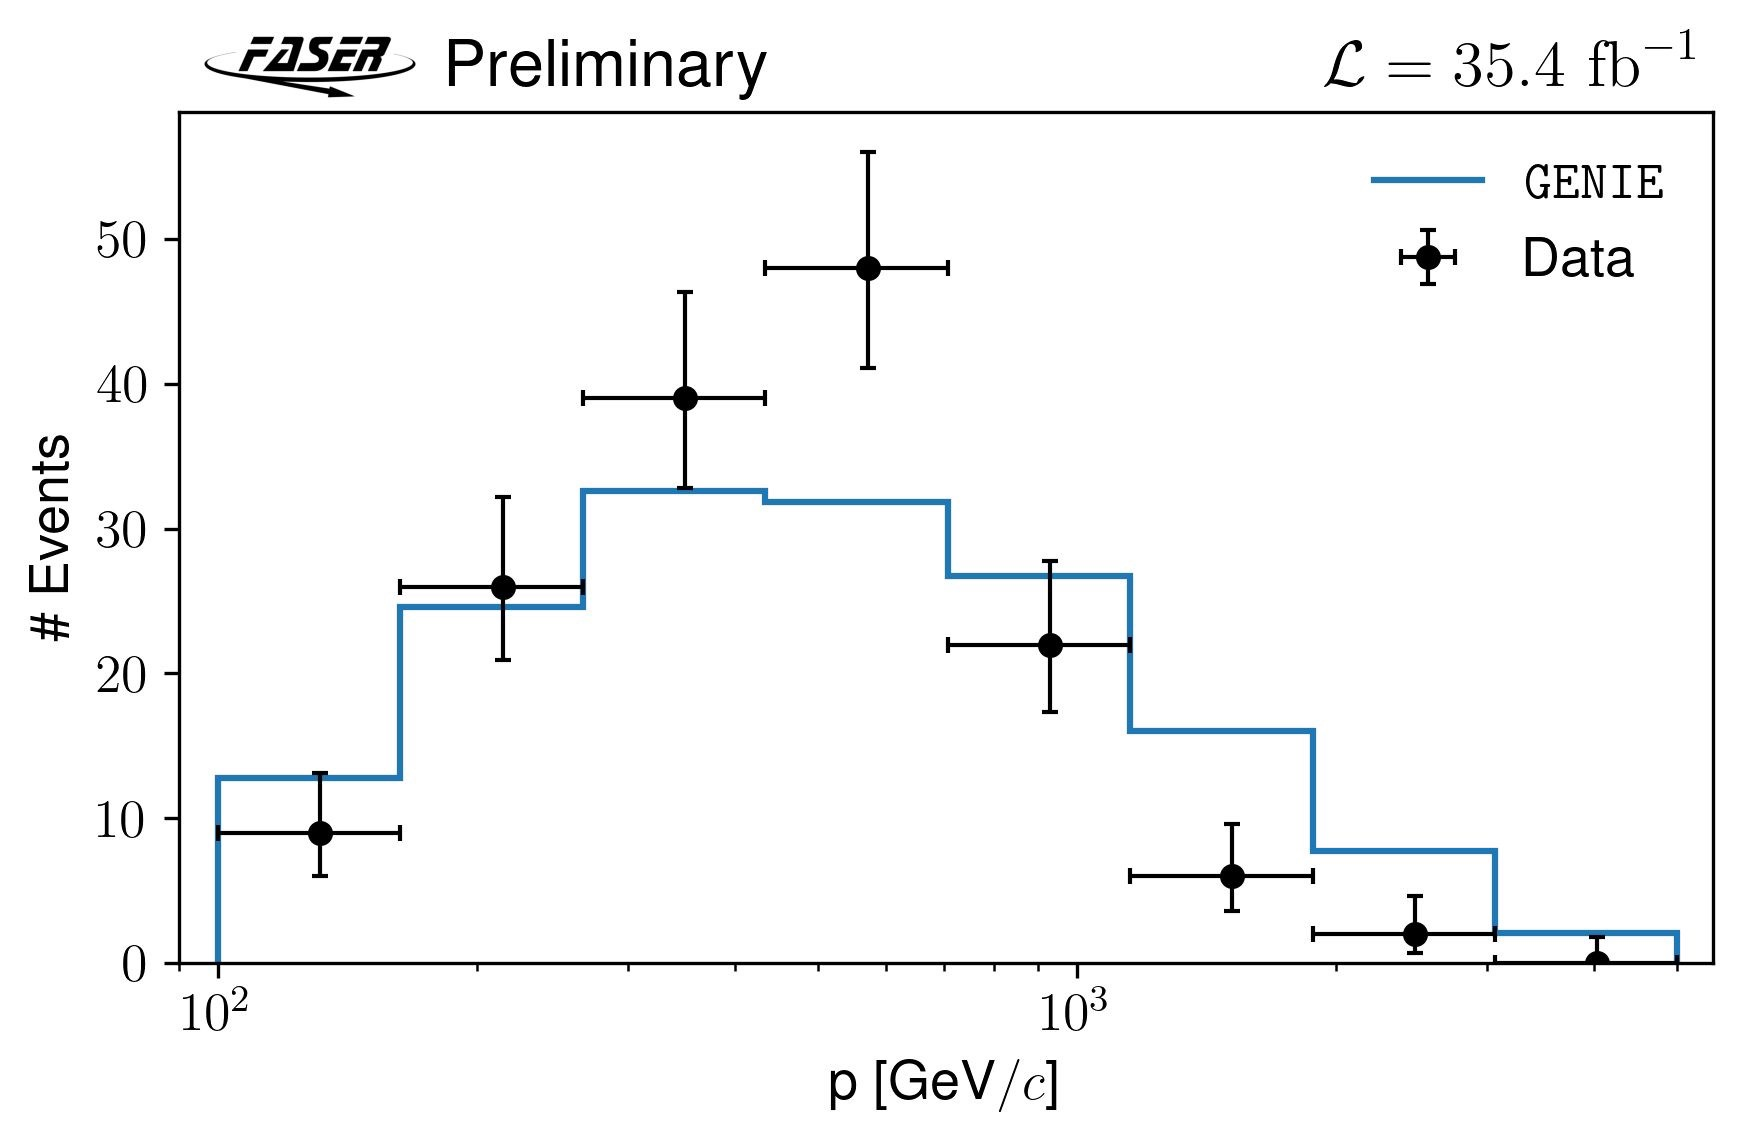 FASER Preliminary
ℒ = 35.4 fb⁻¹
GENIE
Data
# Events
50
40
30
20
10
0
10² 10³
p [GeV/c]